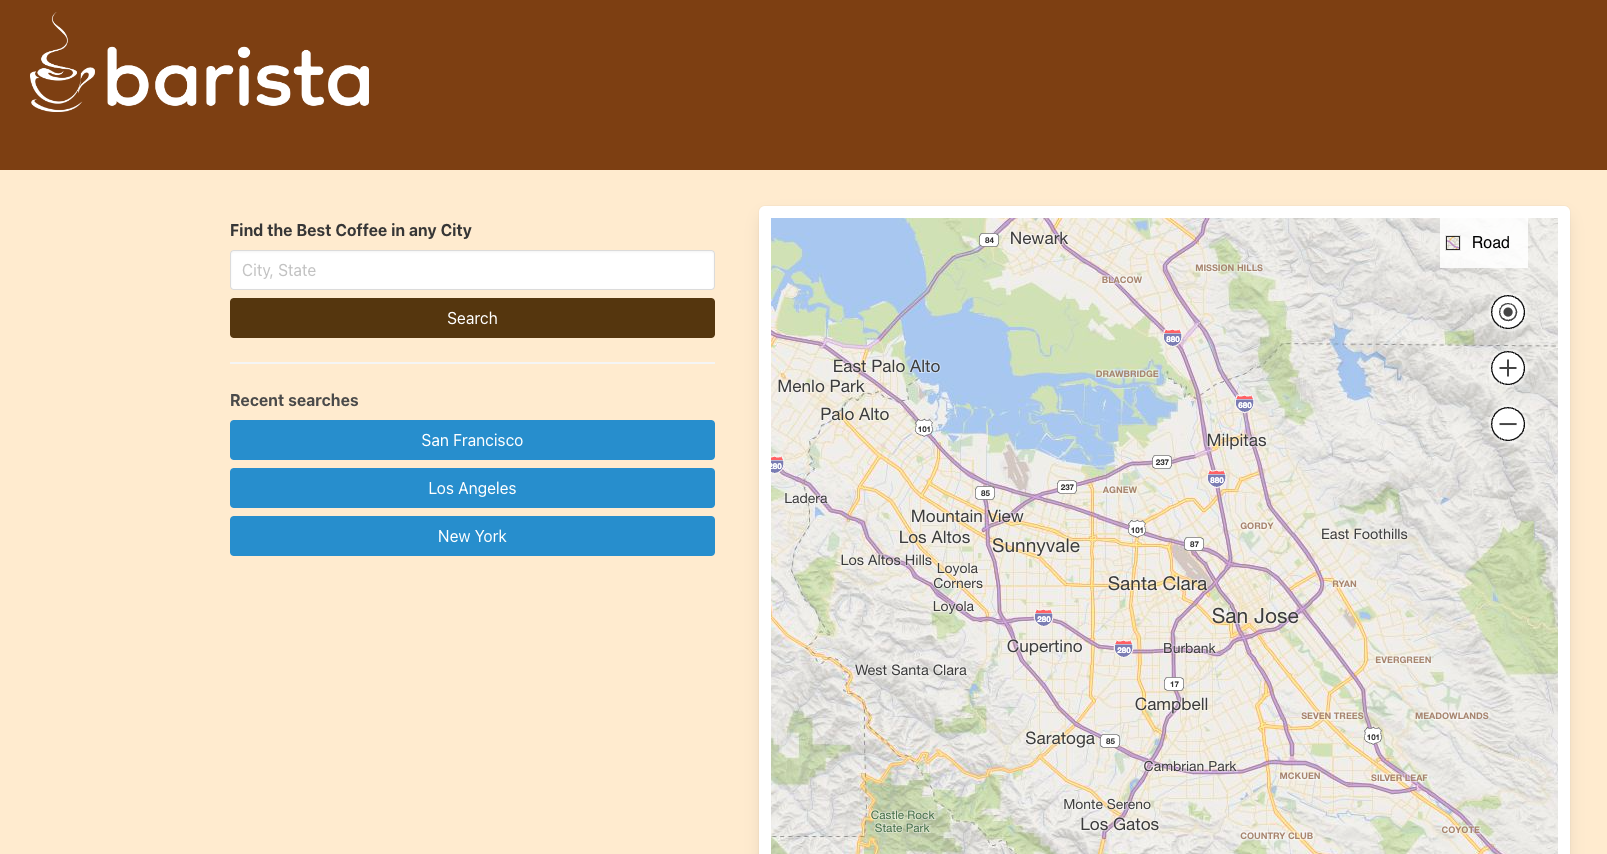 barista
Find the Best Coffee in any City
City, State
Search
Recent searches
San Francisco
Los Angeles
New York
Road
84
Newark
MISSION HILLS
BLACOW
880
East Palo Alto
DRAWBRIDGE
Menlo Park
680
Palo Alto
101
Milpitas
237
280
880
237
85
AGNEW
Ladera
Mountain View
GORDY
101
East Foothills
Los Altos
Sunnyvale
87
Los Altos Hills
Loyola
Corners
Santa Clara
RYAN
Loyola
280
San Jose
Cupertino
280
Burbank
EVERGREEN
West Santa Clara
17
Campbell
SEVEN TREES
MEADOWLANDS
Saratoga
85
101
Cambrian Park
MCKUEN
SILVER LEAF
Monte Sereno
Castle Rock
State Park
Los Gatos
COYOTE
COUNTRY CLUB